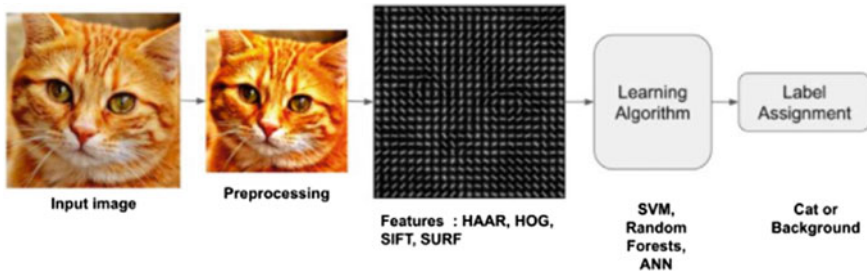 Learning
Algorithm
Label
Assignment
Input image
Preprocessing
Features : HAAR, HOG,
SIFT, SURF
SVM,
Random
Forests,
ANN
Cat or
Background